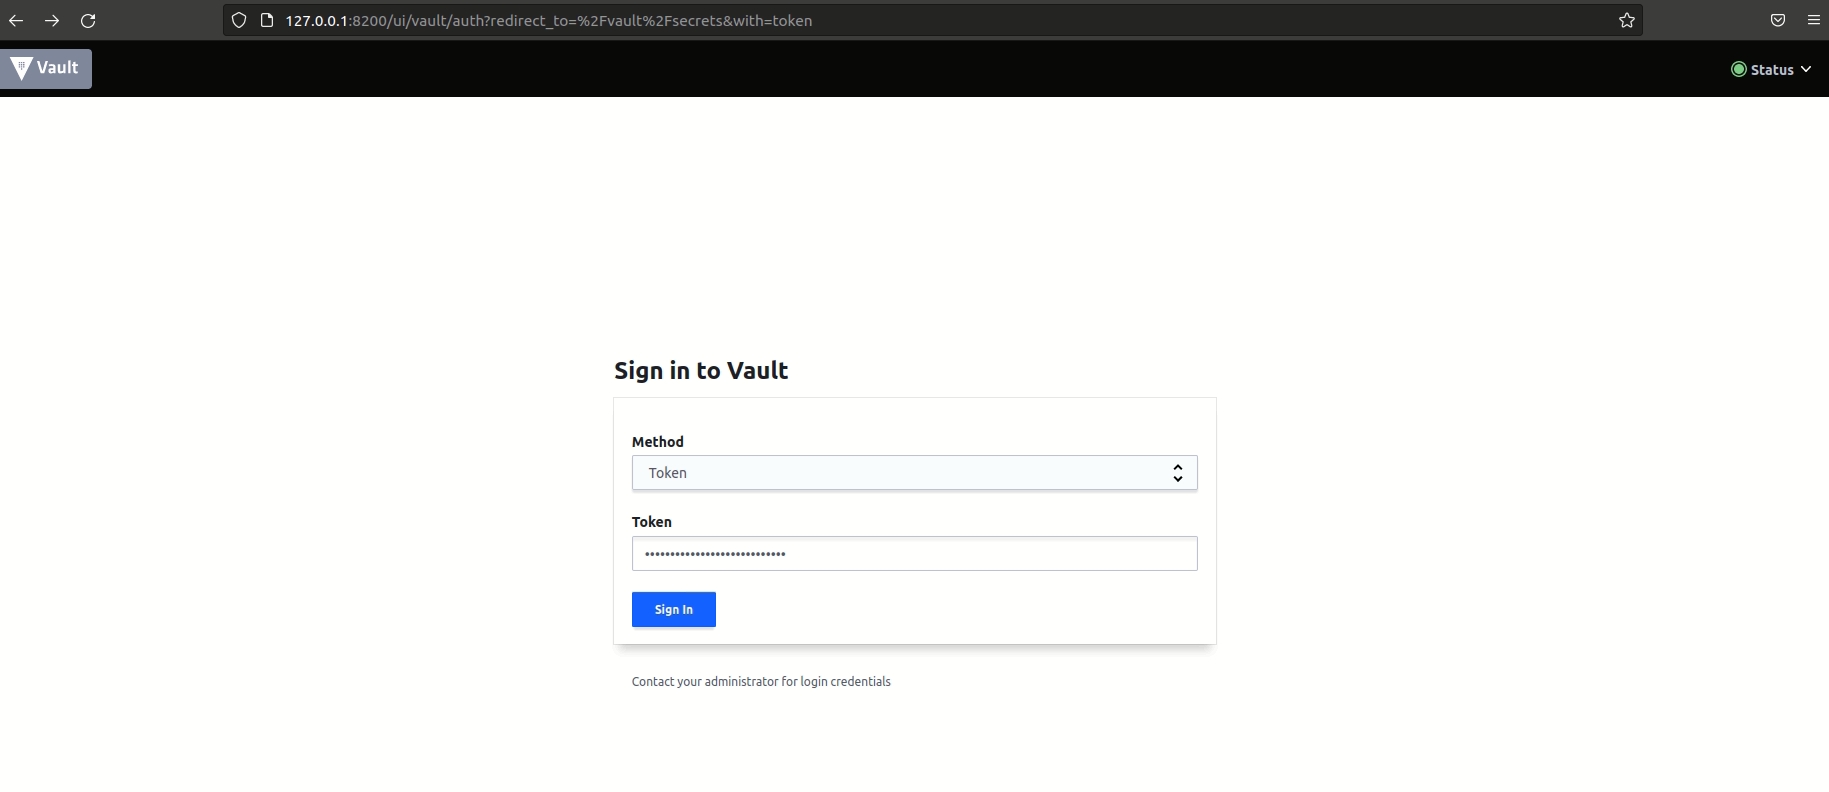 127.0.0.1:8200/ui/vault/auth?redirect_to=%2Fvault%2Fsecrets&with=token
Vault
Status
Sign in to Vault
Method
Token
Token
••••••••••••••••••••••••••••
Sign In
Contact your administrator for login credentials